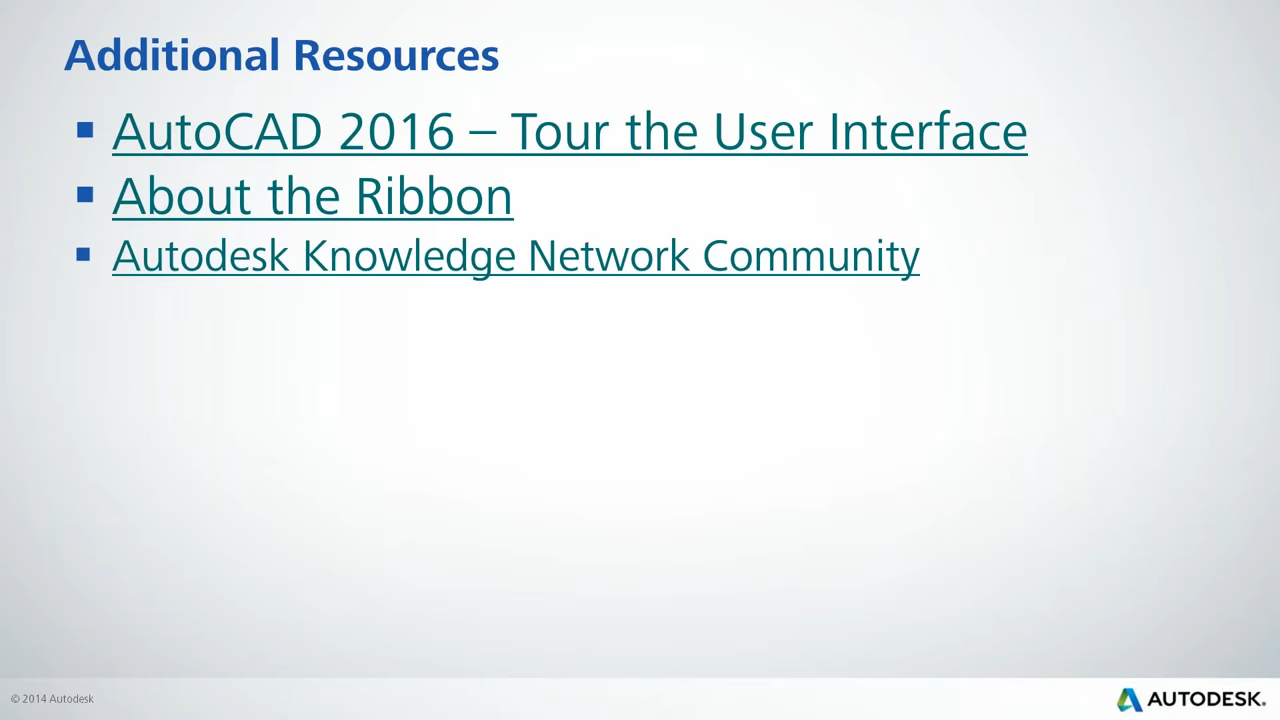 Additional Resources
▪ AutoCAD 2016 – Tour the User Interface
▪ About the Ribbon
▪ Autodesk Knowledge Network Community
© 2014 Autodesk
AUTODESK.